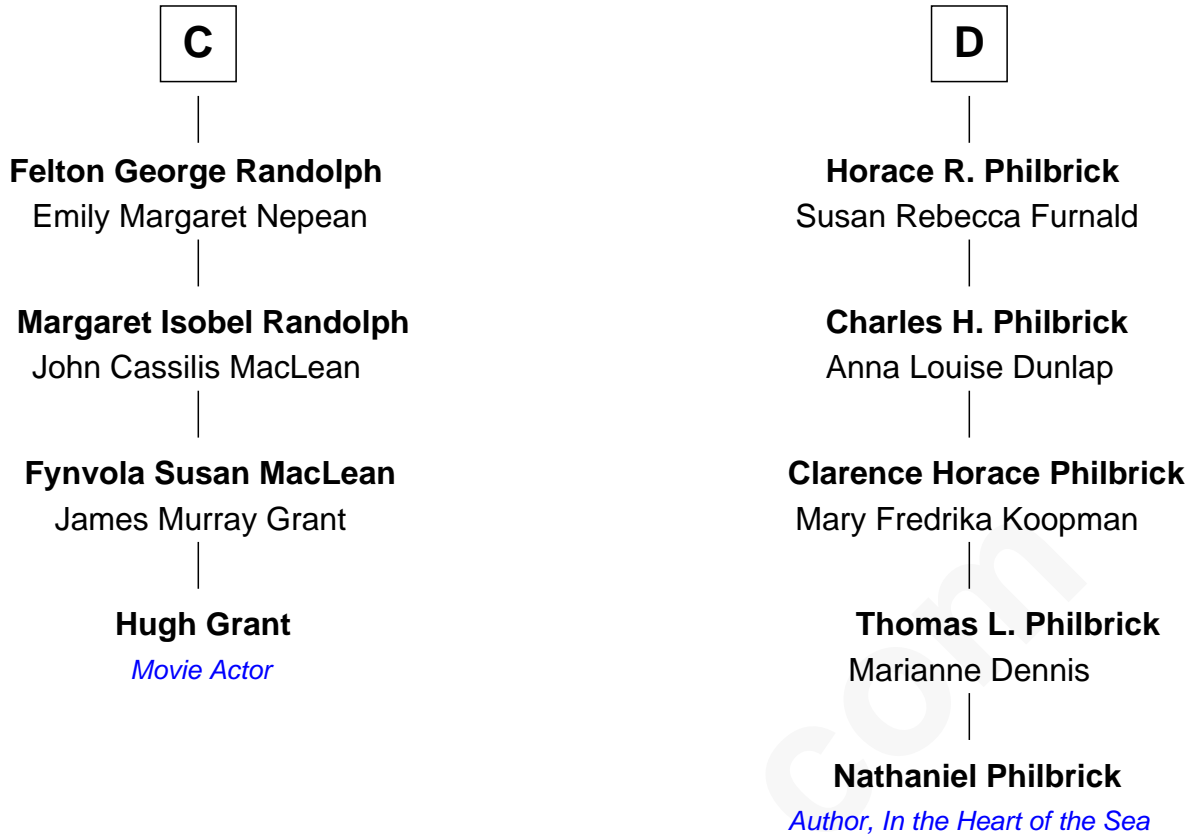 C
Felton George Randolph
Emily Margaret Nepean
Margaret Isobel Randolph
John Cassilis MacLean
Fynvola Susan MacLean
James Murray Grant
Hugh Grant
Movie Actor
D
Horace R. Philbrick
Susan Rebecca Furnald
Charles H. Philbrick
Anna Louise Dunlap
Clarence Horace Philbrick
Mary Fredrika Koopman
Thomas L. Philbrick
Marianne Dennis
Nathaniel Philbrick
Author, In the Heart of the Sea
com